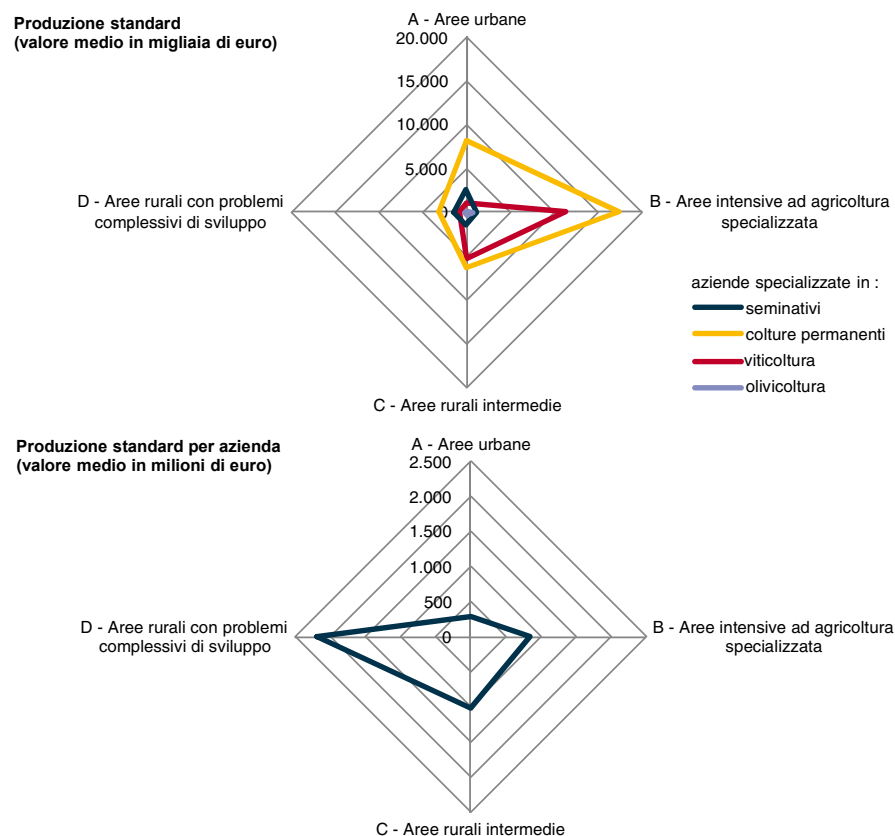 Produzione standard
(valore medio in migliaia di euro)
A - Aree urbane
20.000
15.000
10.000
5.000
0
D - Aree rurali con problemi
complessivi di sviluppo
B - Aree intensive ad agricoltura
specializzata
aziende specializzate in :
seminativi
colture permanenti
viticoltura
olivicoltura
C - Aree rurali intermedie
Produzione standard per azienda
(valore medio in milioni di euro)
A - Aree urbane
2.500
2.000
1.500
1.000
500
0
D - Aree rurali con problemi
complessivi di sviluppo
B - Aree intensive ad agricoltura
specializzata
C - Aree rurali intermedie